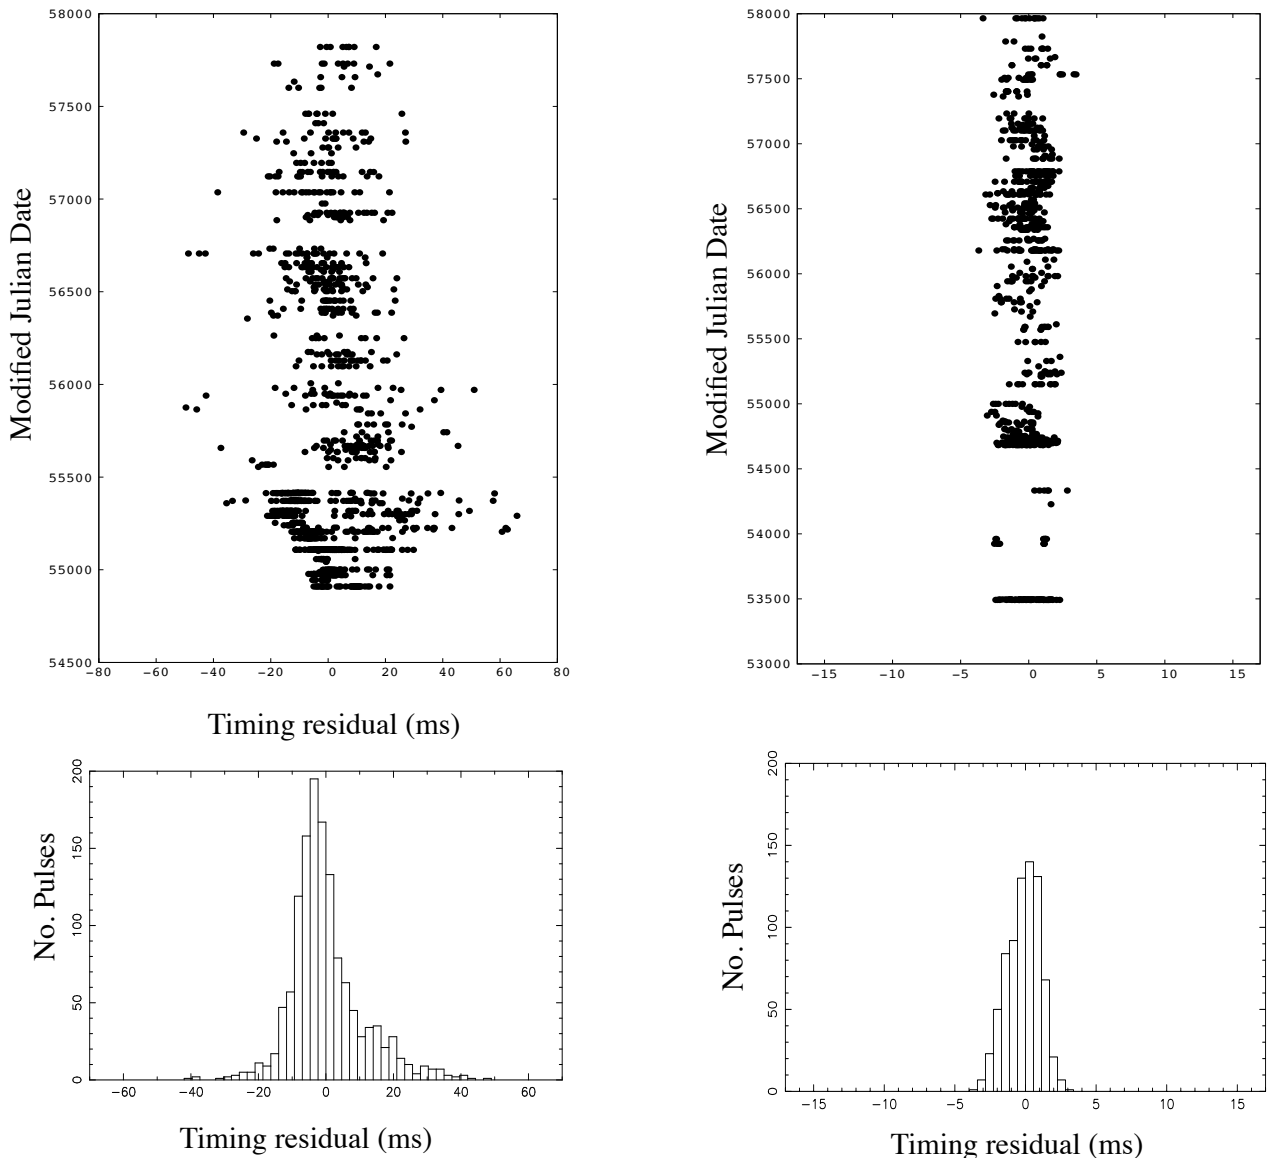 58000
57500
57000
56500
56000
55500
55000
54500
Modified Julian Date
−80 −60 −40 −20 0 20 40 60 80
Timing residual (ms)
58000
57500
57000
56500
56000
55500
55000
54500
54000
53500
53000
Modified Julian Date
−15 −10 −5 0 5 10 15
Timing residual (ms)
200
150
100
50
0
No. Pulses
−60 −40 −20 0 20 40 60
Timing residual (ms)
200
150
100
50
0
No. Pulses
−15 −10 −5 0 5 10 15
Timing residual (ms)